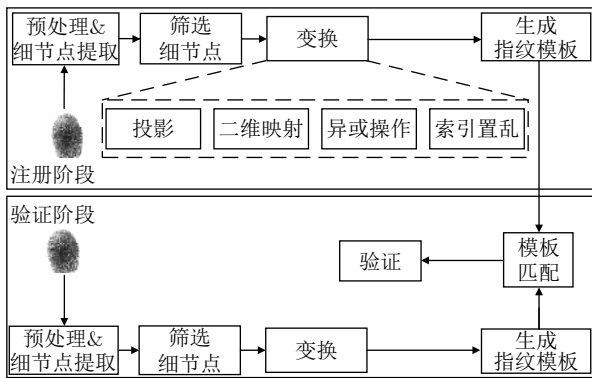 预处理&
细节点提取
筛选
细节点
变换
生成
指纹模板
投影
二维映射
异或操作
索引置乱
注册阶段
验证阶段
验证
模板
匹配
预处理&
细节点提取
筛选
细节点
变换
生成
指纹模板